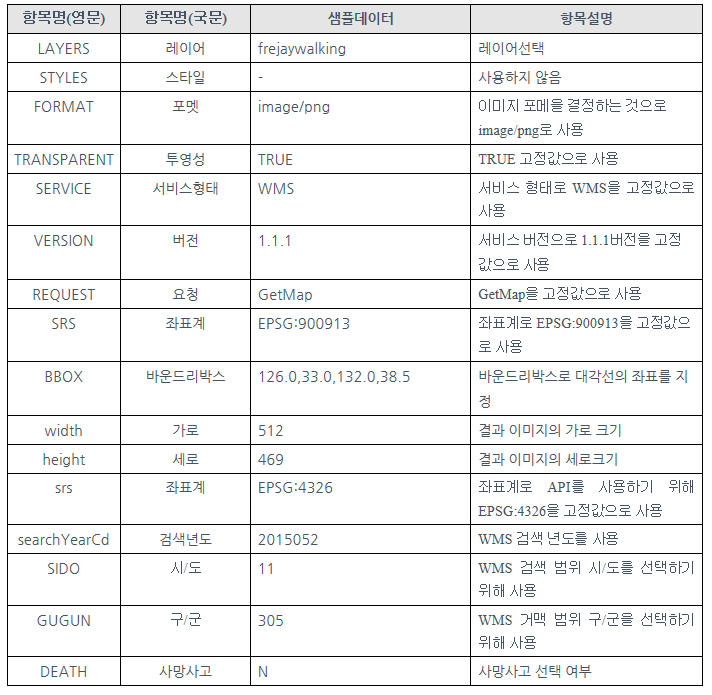 항목명(영문) 항목명(국문) 샘플데이터 항목설명
LAYERS 레이어 frejaywalking 레이어선택
STYLES 스타일 - 사용하지 않음
FORMAT 포멧 image/png 이미지 포메을 결정하는 것으로
image/png로 사용
TRANSPARENT 투영성 TRUE TRUE 고정값으로 사용
SERVICE 서비스형태 WMS 서비스 형태로 WMS을 고정값으로
사용
VERSION 버전 1.1.1 서비스 버전으로 1.1.1버전을 고정
값으로 사용
REQUEST 요청 GetMap GetMap을 고정값으로 사용
SRS 좌표계 EPSG:900913 좌표계로 EPSG:900913을 고정값으
로 사용
BBOX 바운드리박스 126.0,33.0,132.0,38.5 바운드리박스로 대각선의 좌표를 지
정
width 가로 512 결과 이미지의 가로 크기
height 세로 469 결과 이미지의 세로크기
srs 좌표계 EPSG:4326 좌표계로 API를 사용하기 위해
EPSG:4326을 고정값으로 사용
searchYearCd 검색년도 2015052 WMS 검색 년도를 사용
SIDO 시/도 11 WMS 검색 범위 시/도를 선택하기
위해 사용
GUGUN 구/군 305 WMS 거맥 범위 구/군을 선택하기
위해 사용
DEATH 사망사고 N 사망사고 선택 여부